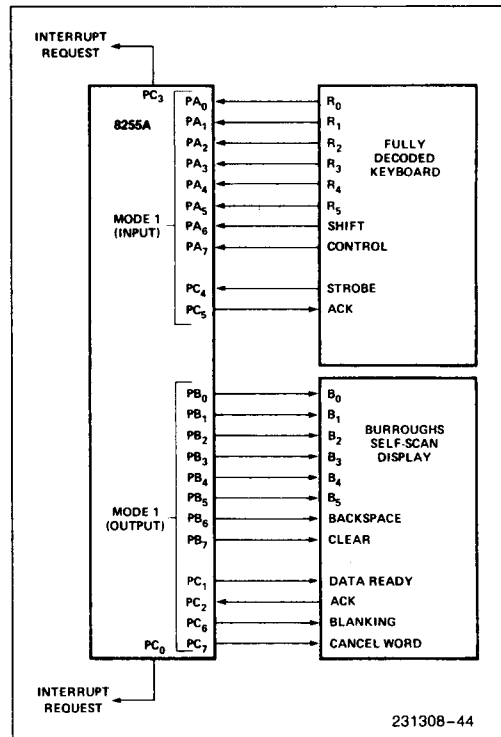 INTERRUPT
REQUEST
PC₃
8255A
MODE 1
(INPUT)
PA₀ R₀
PA₁ R₁
PA₂ R₂
PA₃ R₃
PA₄ R₄
PA₅ R₅
PA₆ SHIFT
PA₇ CONTROL
PC₄ STROBE
PC₅ ACK
FULLY
DECODED
KEYBOARD
MODE 1
(OUTPUT)
PB₀ B₀
PB₁ B₁
PB₂ B₂
PB₃ B₃
PB₄ B₄
PB₅ B₅
PB₆ BACKSPACE
PB₇ CLEAR
PC₁ DATA READY
PC₂ ACK
PC₆ BLANKING
PC₇ CANCEL WORD
BURROUGHS
SELF-SCAN
DISPLAY
PC₀
INTERRUPT
REQUEST
231308–44